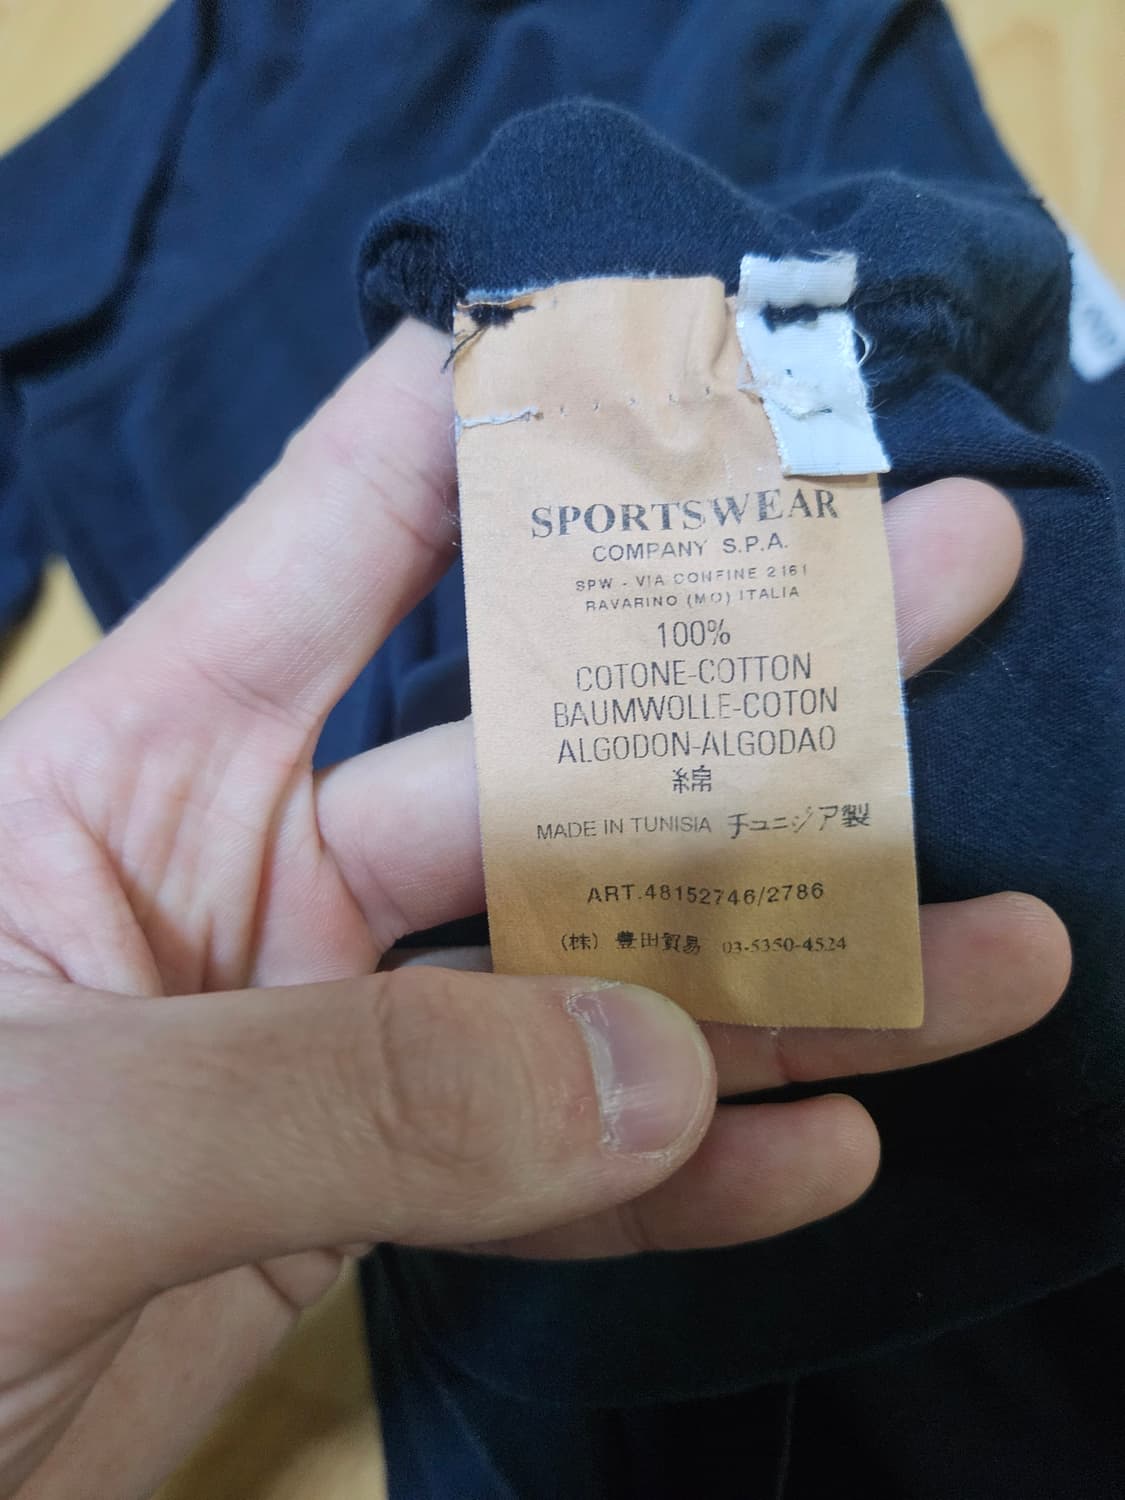 SPORTSWEAR
COMPANY S.P.A.
SPW - VIA CONFINE 2161
RAVARINO (MO) ITALIA
100%
COTONE-COTTON
BAUMWOLLE-COTON
ALGODON-ALGODAO
綿
MADE IN TUNISIA チュニジア製
ART.48152746/2786
(株) 豊田貿易 03-5350-4524